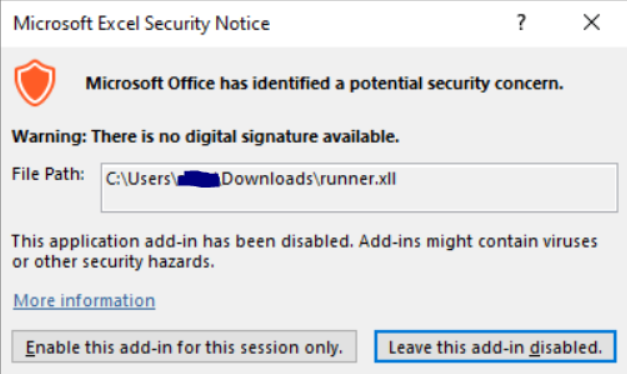 Microsoft Excel Security Notice ? ×
Microsoft Office has identified a potential security concern.
Warning: There is no digital signature available.
File Path: C:\Users\ \Downloads\runner.xll
This application add-in has been disabled. Add-ins might contain viruses
or other security hazards.
More information
Enable this add-in for this session only. Leave this add-in disabled.